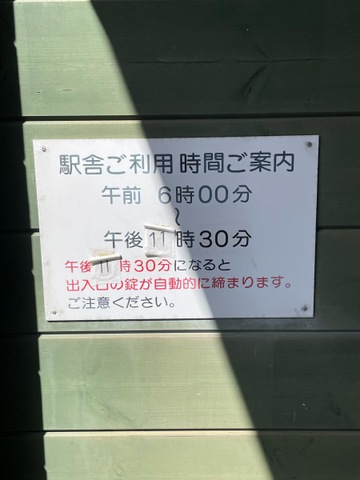 駅舎ご利用 時間ご案内
午前 6時00分
～
午後 11時30分
午後 11時30分になると
出入口の錠が自動的に締まります。
ご注意ください。